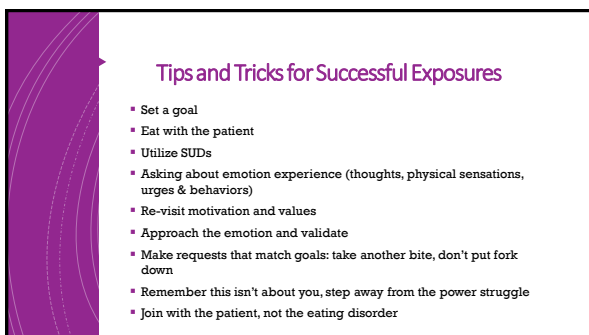 Tips and Tricks for Successful Exposures
▪ Set a goal
▪ Eat with the patient
▪ Utilize SUDs
▪ Asking about emotion experience (thoughts, physical sensations,
urges & behaviors)
▪ Re-visit motivation and values
▪ Approach the emotion and validate
▪ Make requests that match goals: take another bite, don't put fork
down
▪ Remember this isn't about you, step away from the power struggle
▪ Join with the patient, not the eating disorder